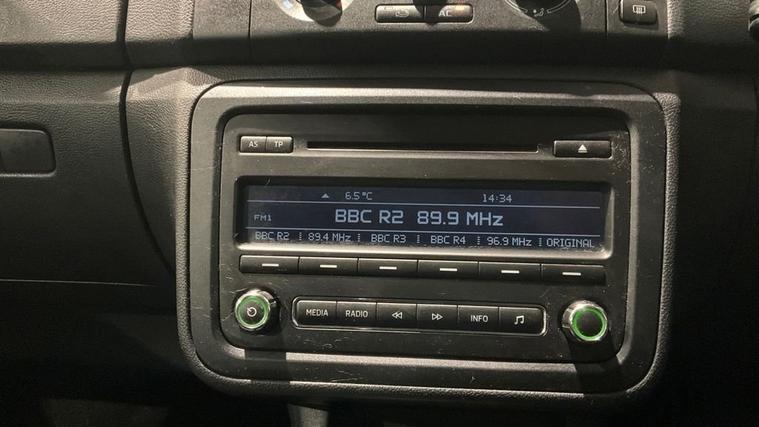 AC
AS TP
6.5°C 14:34
FM1 BBC R2 89.9 MHz
BBC R2 89.4 MHz BBC R3 BBC R4 96.9 MHz ORIGINAL
MEDIA RADIO INFO